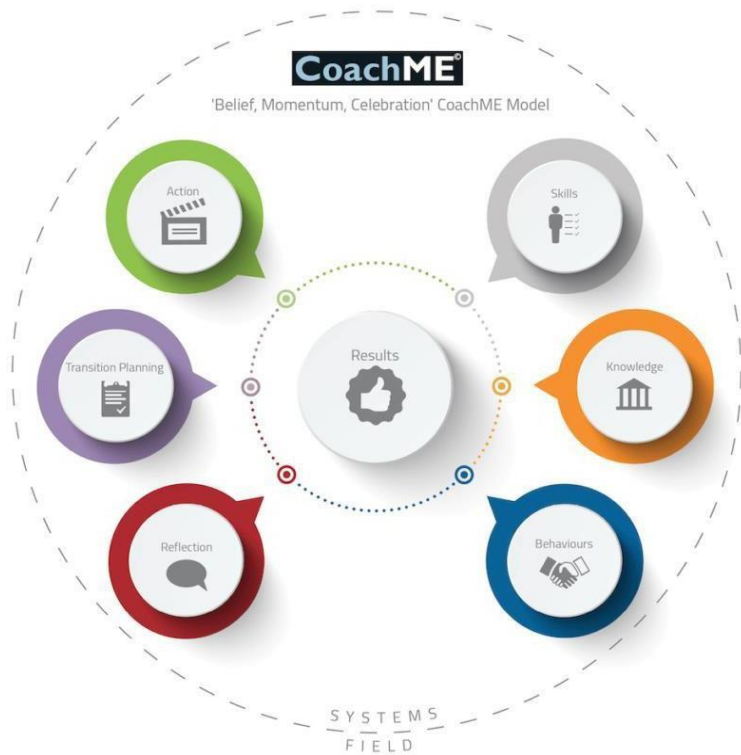 CoachME©
'Belief, Momentum, Celebration' CoachME Model
Action
Skills
Transition Planning
Results
Knowledge
Reflection
Behaviours
SYSTEMS
FIELD